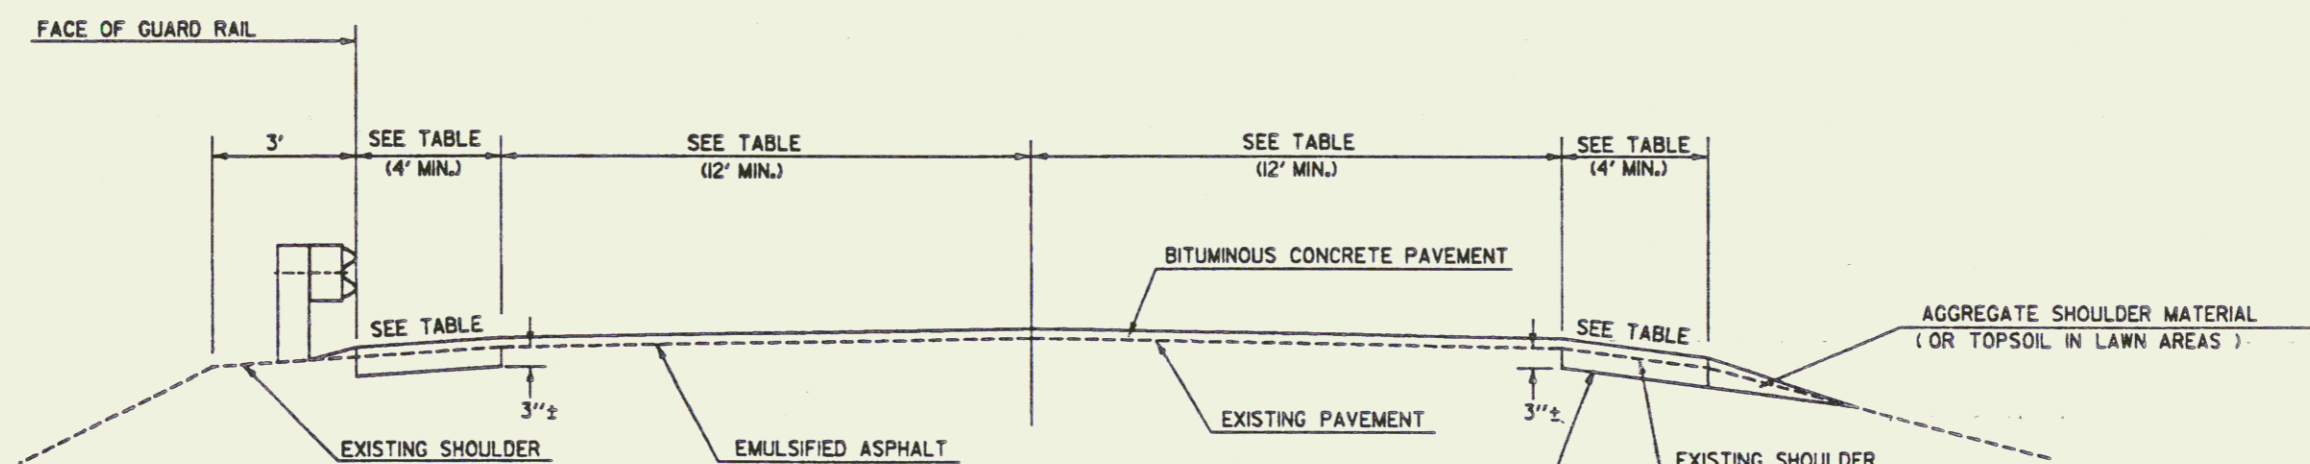 FACE OF GUARD RAIL
3'
SEE TABLE
(4' MIN.)
SEE TABLE
(12' MIN.)
SEE TABLE
(12' MIN.)
SEE TABLE
(4' MIN.)
BITUMINOUS CONCRETE PAVEMENT
AGGREGATE SHOULDER MATERIAL
( OR TOPSOIL IN LAWN AREAS )
SEE TABLE
SEE TABLE
3"±
3"±
EXISTING SHOULDER
EMULSIFIED ASPHALT
EXISTING PAVEMENT
EXISTING SHOULDER